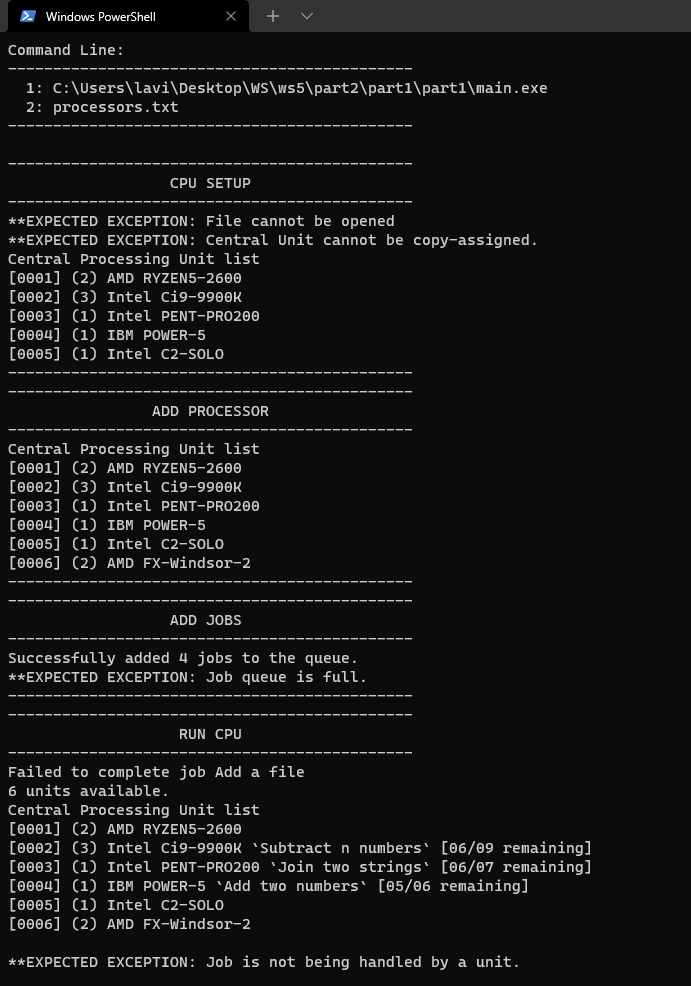 Windows PowerShell
Command Line:
---------------------------------------------
1: C:\Users\lavi\Desktop\WS\ws5\part2\part1\part1\main.exe
2: processors.txt
---------------------------------------------
---------------------------------------------
CPU SETUP
---------------------------------------------
**EXPECTED EXCEPTION: File cannot be opened
**EXPECTED EXCEPTION: Central Unit cannot be copy-assigned.
Central Processing Unit list
[0001] (2) AMD RYZEN5-2600
[0002] (3) Intel Ci9-9900K
[0003] (1) Intel PENT-PRO200
[0004] (1) IBM POWER-5
[0005] (1) Intel C2-SOLO
---------------------------------------------
---------------------------------------------
ADD PROCESSOR
---------------------------------------------
Central Processing Unit list
[0001] (2) AMD RYZEN5-2600
[0002] (3) Intel Ci9-9900K
[0003] (1) Intel PENT-PRO200
[0004] (1) IBM POWER-5
[0005] (1) Intel C2-SOLO
[0006] (2) AMD FX-Windsor-2
---------------------------------------------
---------------------------------------------
ADD JOBS
---------------------------------------------
Successfully added 4 jobs to the queue.
**EXPECTED EXCEPTION: Job queue is full.
---------------------------------------------
---------------------------------------------
RUN CPU
---------------------------------------------
Failed to complete job Add a file
6 units available.
Central Processing Unit list
[0001] (2) AMD RYZEN5-2600
[0002] (3) Intel Ci9-9900K `Subtract n numbers` [06/09 remaining]
[0003] (1) Intel PENT-PRO200 `Join two strings` [06/07 remaining]
[0004] (1) IBM POWER-5 `Add two numbers` [05/06 remaining]
[0005] (1) Intel C2-SOLO
[0006] (2) AMD FX-Windsor-2
**EXPECTED EXCEPTION: Job is not being handled by a unit.